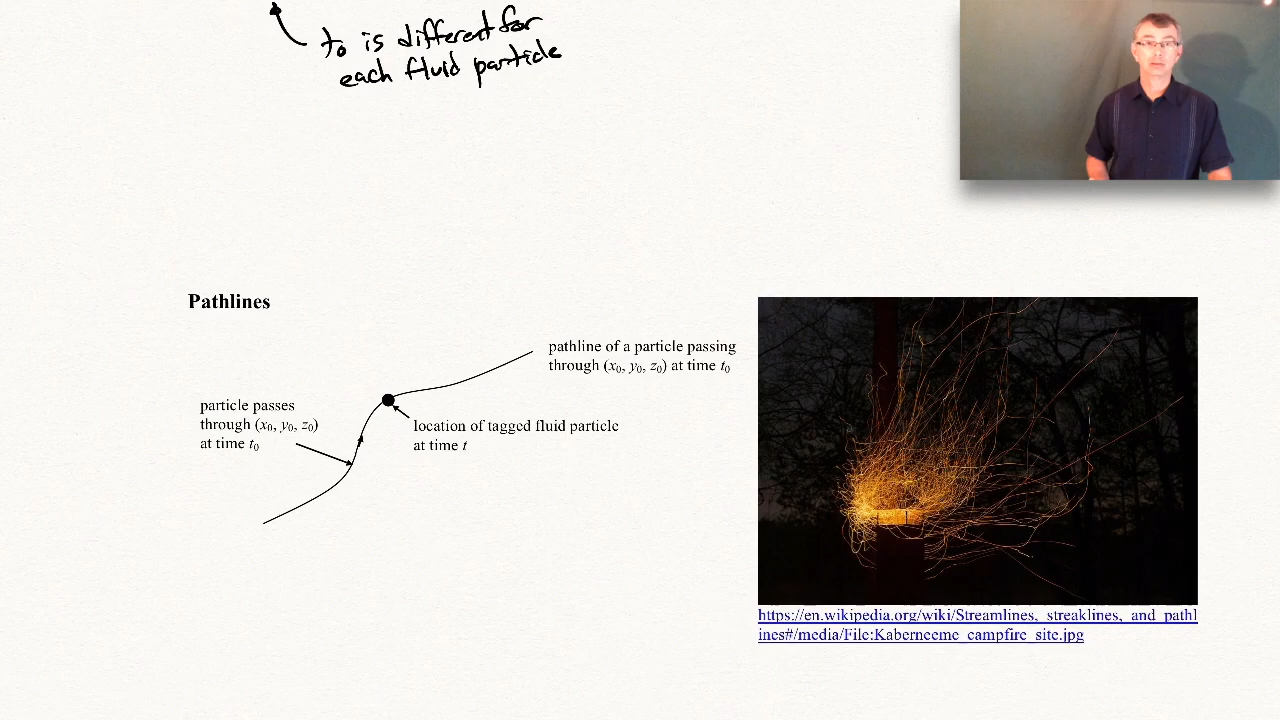 to is different for
each fluid particle
Pathlines
pathline of a particle passing
through (x0, y0, z0) at time t0
particle passes
through (x0, y0, z0)
at time t0
location of tagged fluid particle
at time t
https://en.wikipedia.org/wiki/Streamlines,_streaklines,_and_pathl
ines#/media/File:Kaberneeme_campfire_site.jpg